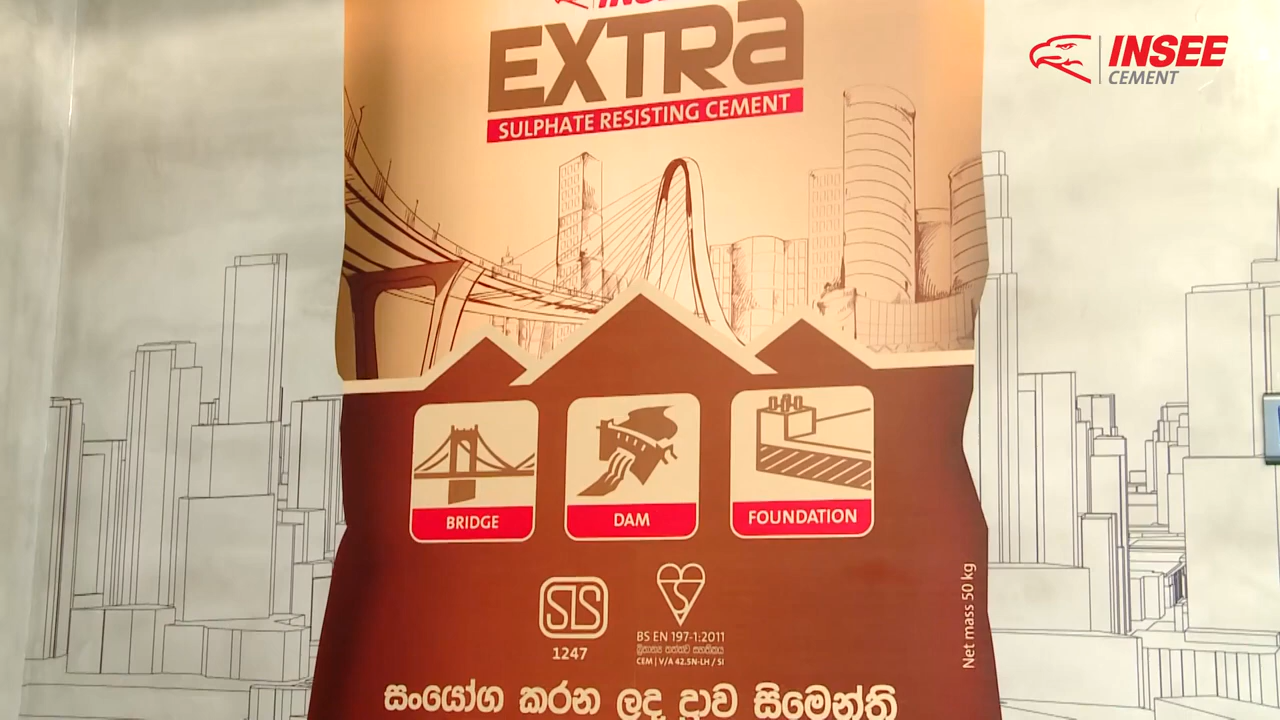 INSEE
CEMENT
EXTRa
SULPHATE RESISTING CEMENT
BRIDGE
DAM
FOUNDATION
SLS
1247
BS EN 197-1:2011
CEM | V/A 42.5N-LH / SI
Net mass 50 kg
සංයෝග කරන ලද ද්‍රාව සිමෙන්ති